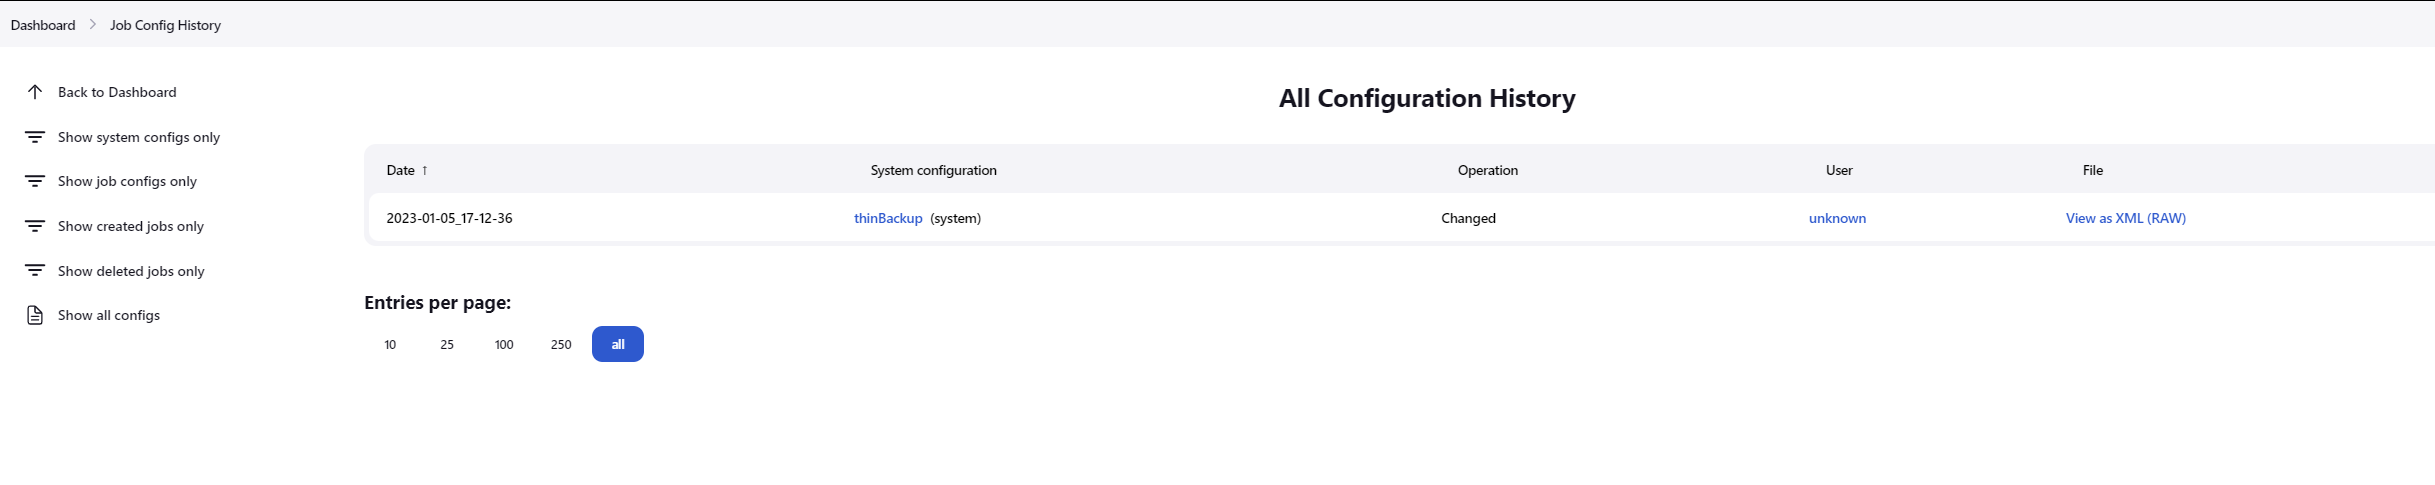 Dashboard > Job Config History
Back to Dashboard
Show system configs only
Show job configs only
Show created jobs only
Show deleted jobs only
Show all configs
All Configuration History
Date ↑ System configuration Operation User File
2023-01-05_17-12-36 thinBackup (system) Changed unknown View as XML (RAW)
Entries per page:
10 25 100 250 all